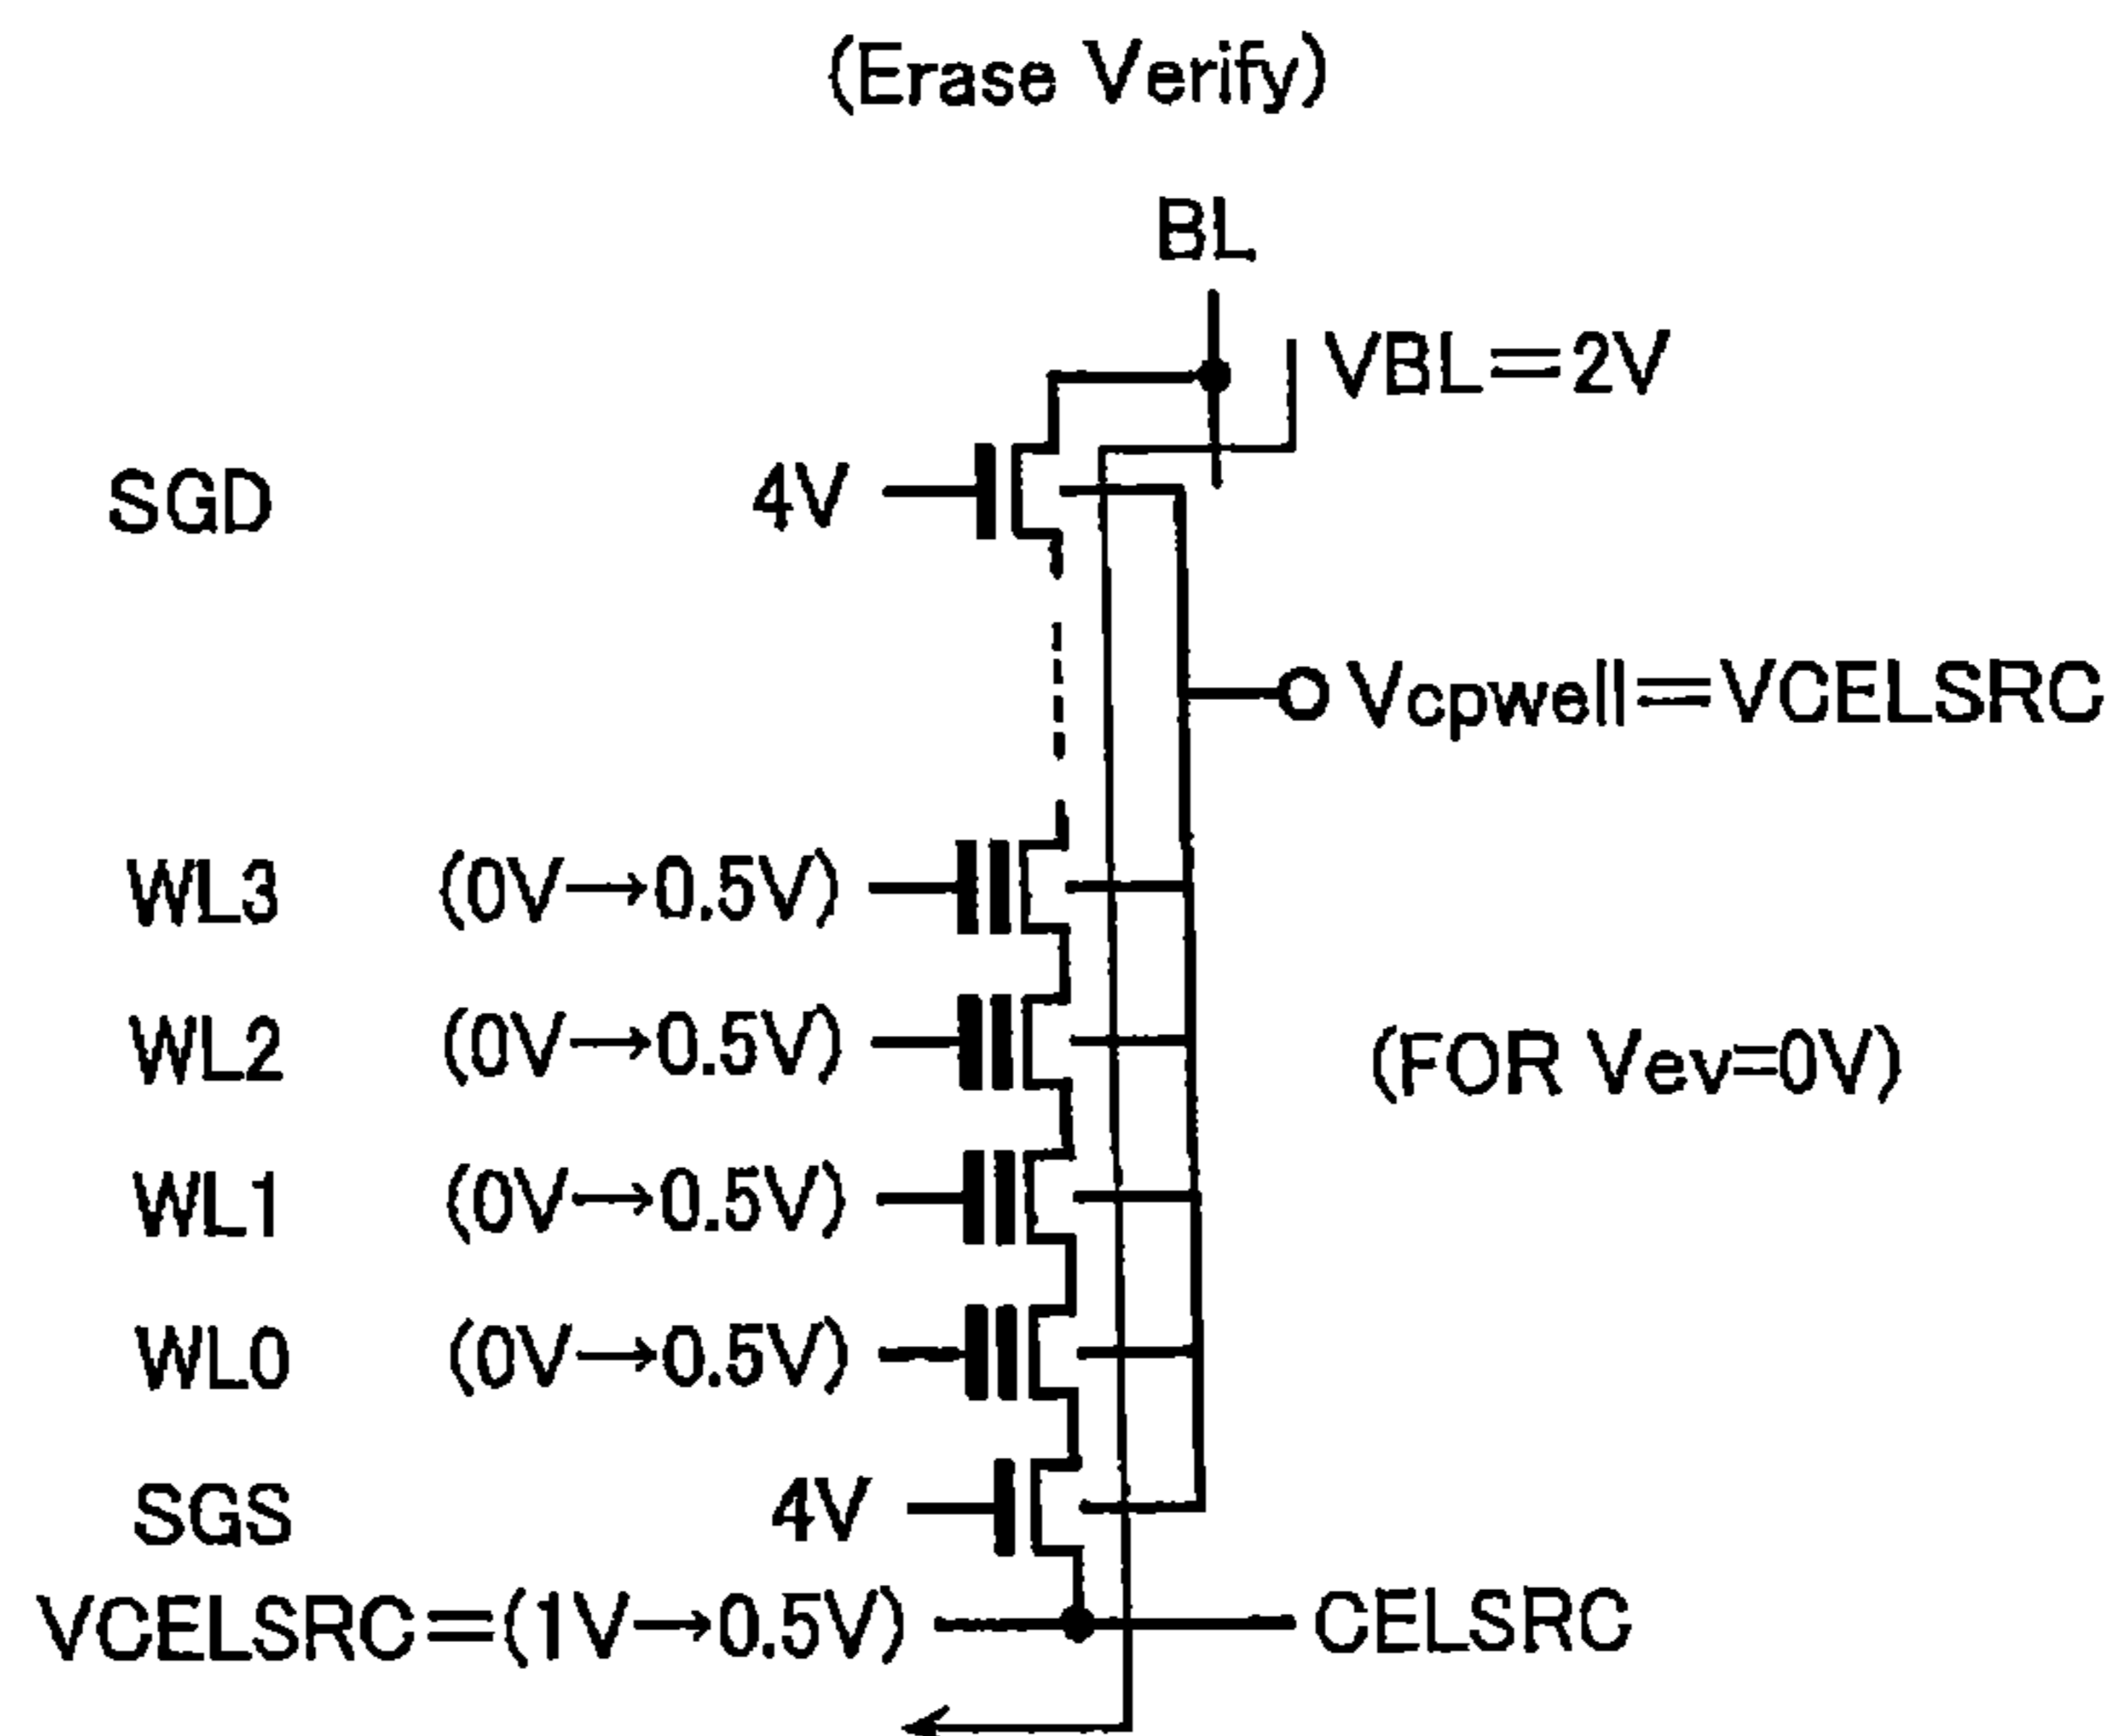 (Erase Verify)
BL
VBL=2V
SGD 4V
Vcpwell=VCELSRC
WL3 (0V→0.5V)
WL2 (0V→0.5V)
(FOR Vev=0V)
WL1 (0V→0.5V)
WL0 (0V→0.5V)
SGS 4V
VCELSRC=(1V→0.5V) CELSRC